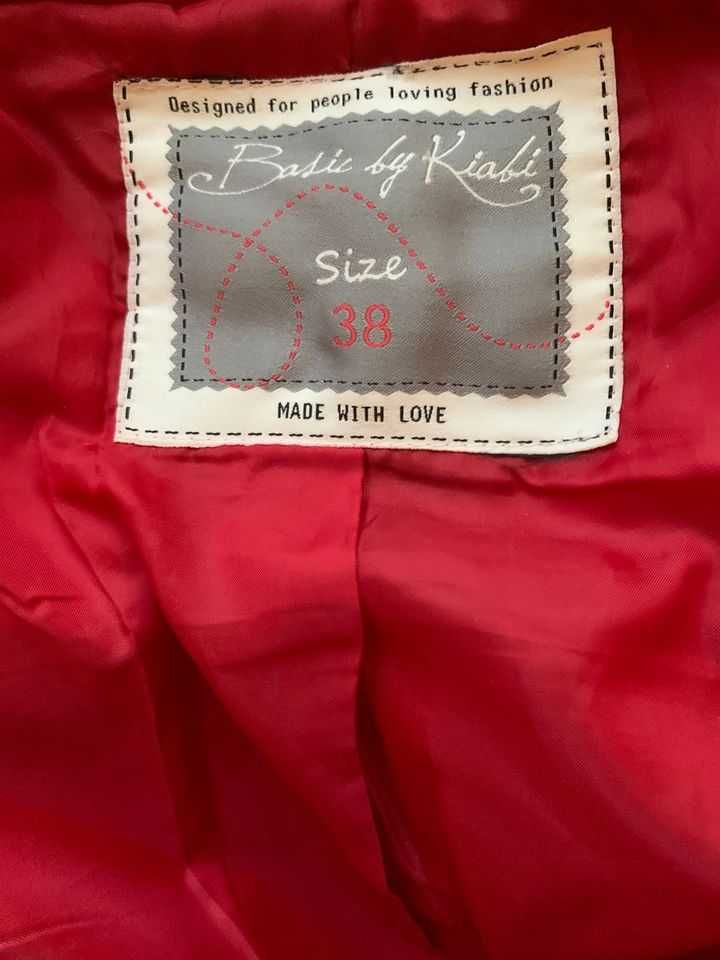 Designed for people loving fashion
Basic by Kiabi
Size
38
MADE WITH LOVE